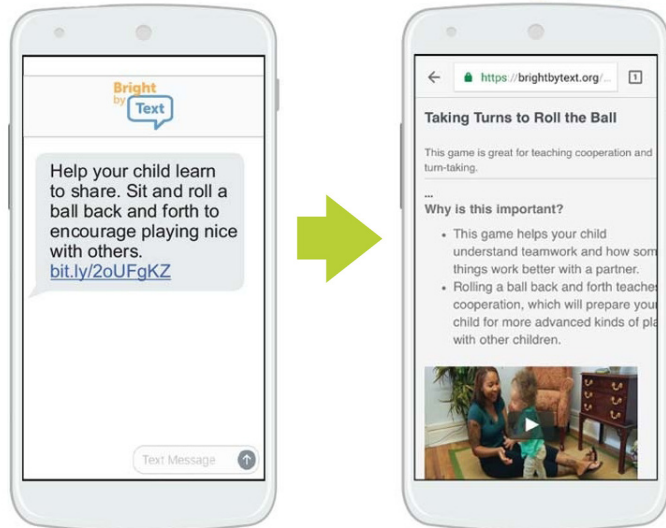 Bright
by Text
Help your child learn
to share. Sit and roll a
ball back and forth to
encourage playing nice
with others.
bit.ly/2oUFgKZ
Text Message
https://brightbytext.org/...
1
Taking Turns to Roll the Ball
This game is great for teaching cooperation and
turn-taking.
...
Why is this important?
• This game helps your child
understand teamwork and how som
things work better with a partner.
• Rolling a ball back and forth teaches
cooperation, which will prepare your
child for more advanced kinds of pla
with other children.